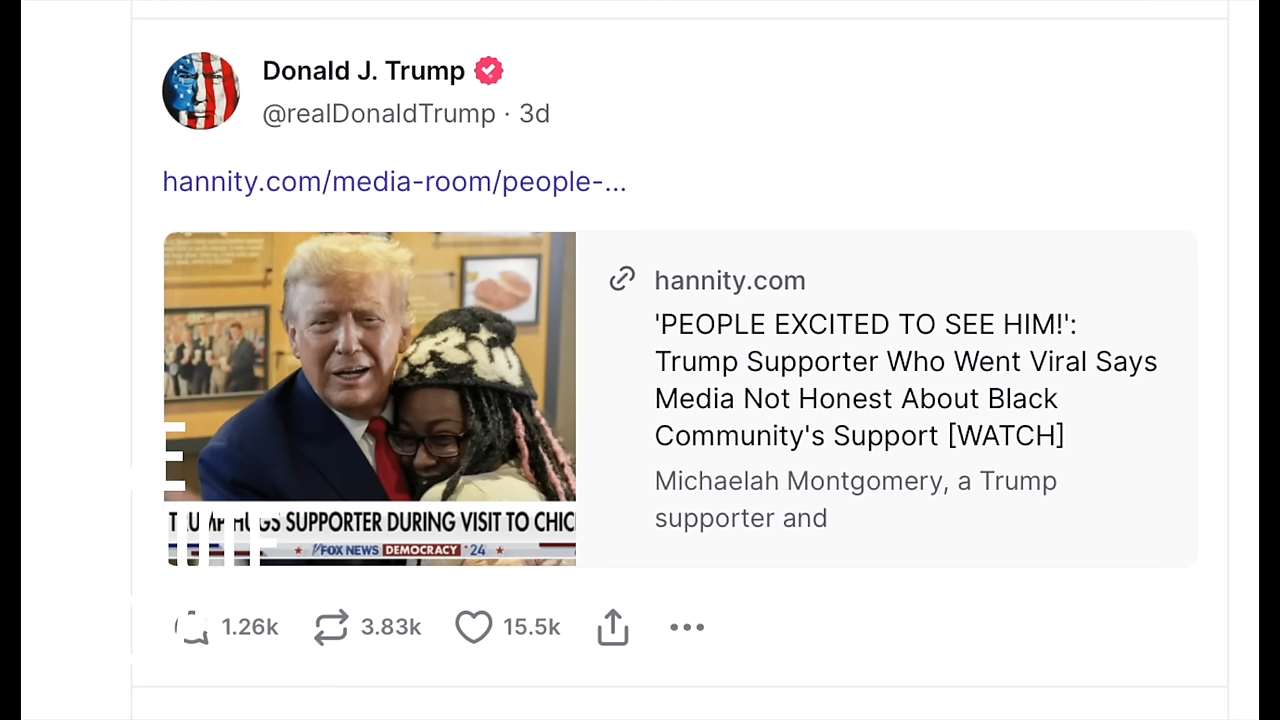 Donald J. Trump
@realDonaldTrump · 3d
hannity.com/media-room/people-...
hannity.com
'PEOPLE EXCITED TO SEE HIM!':
Trump Supporter Who Went Viral Says
Media Not Honest About Black
Community's Support [WATCH]
Michaelah Montgomery, a Trump
supporter and
TRUMP HUGS SUPPORTER DURING VISIT TO CHIC
FOX NEWS DEMOCRACY '24
1.26k 3.83k 15.5k